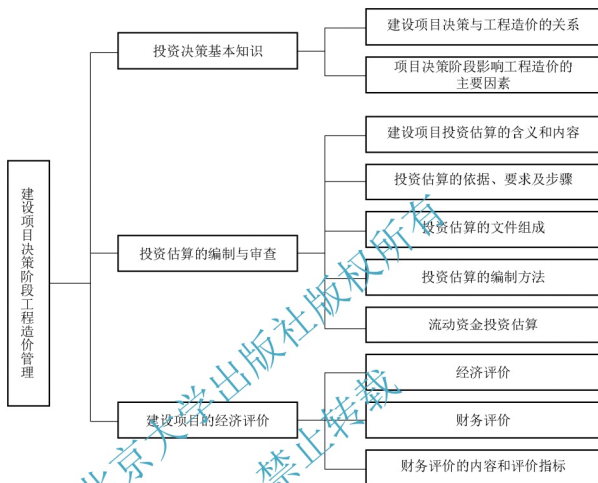 建设项目决策阶段工程造价管理
投资决策基本知识
建设项目决策与工程造价的关系
项目决策阶段影响工程造价的
主要因素
投资估算的编制与审查
建设项目投资估算的含义和内容
投资估算的依据、要求及步骤
投资估算的文件组成
投资估算的编制方法
流动资金投资估算
建设项目的经济评价
经济评价
财务评价
财务评价的内容和评价指标
北京大学出版社版权所有
禁止转载